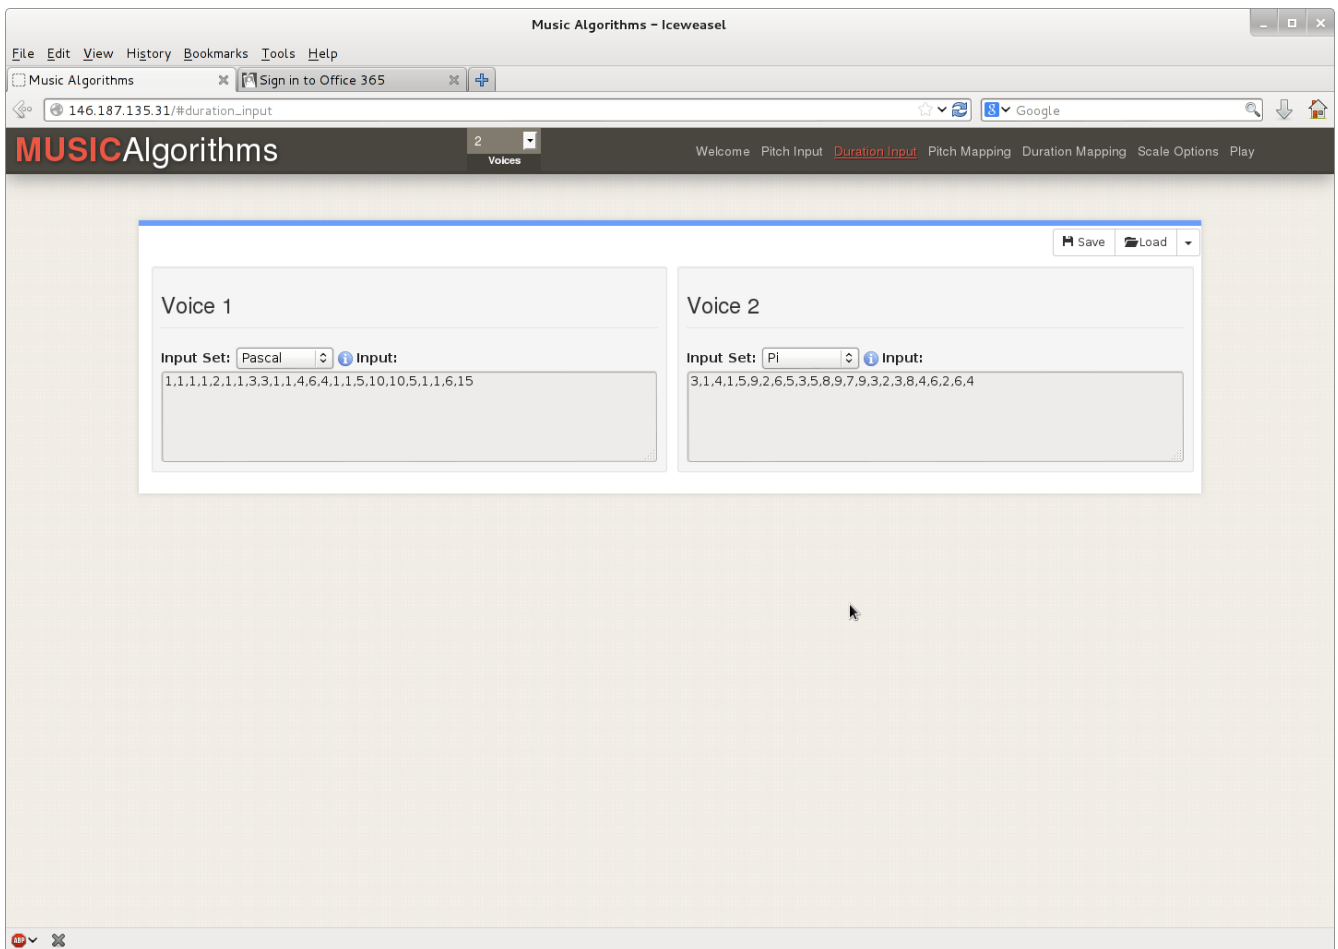 Music Algorithms - Iceweasel
File Edit View History Bookmarks Tools Help
Music Algorithms Sign in to Office 365
146.187.135.31/#duration_input 8 Google
MUSICAlgorithms 2 Voices Welcome Pitch Input Duration Input Pitch Mapping Duration Mapping Scale Options Play
Save Load
Voice 1 Voice 2
Input Set: Pascal i Input: Input Set: Pi i Input:
1,1,1,1,2,1,1,3,3,1,1,4,6,4,1,1,5,10,10,5,1,1,6,15 3,1,4,1,5,9,2,6,5,3,5,8,9,7,9,3,2,3,8,4,6,2,6,4
ABP